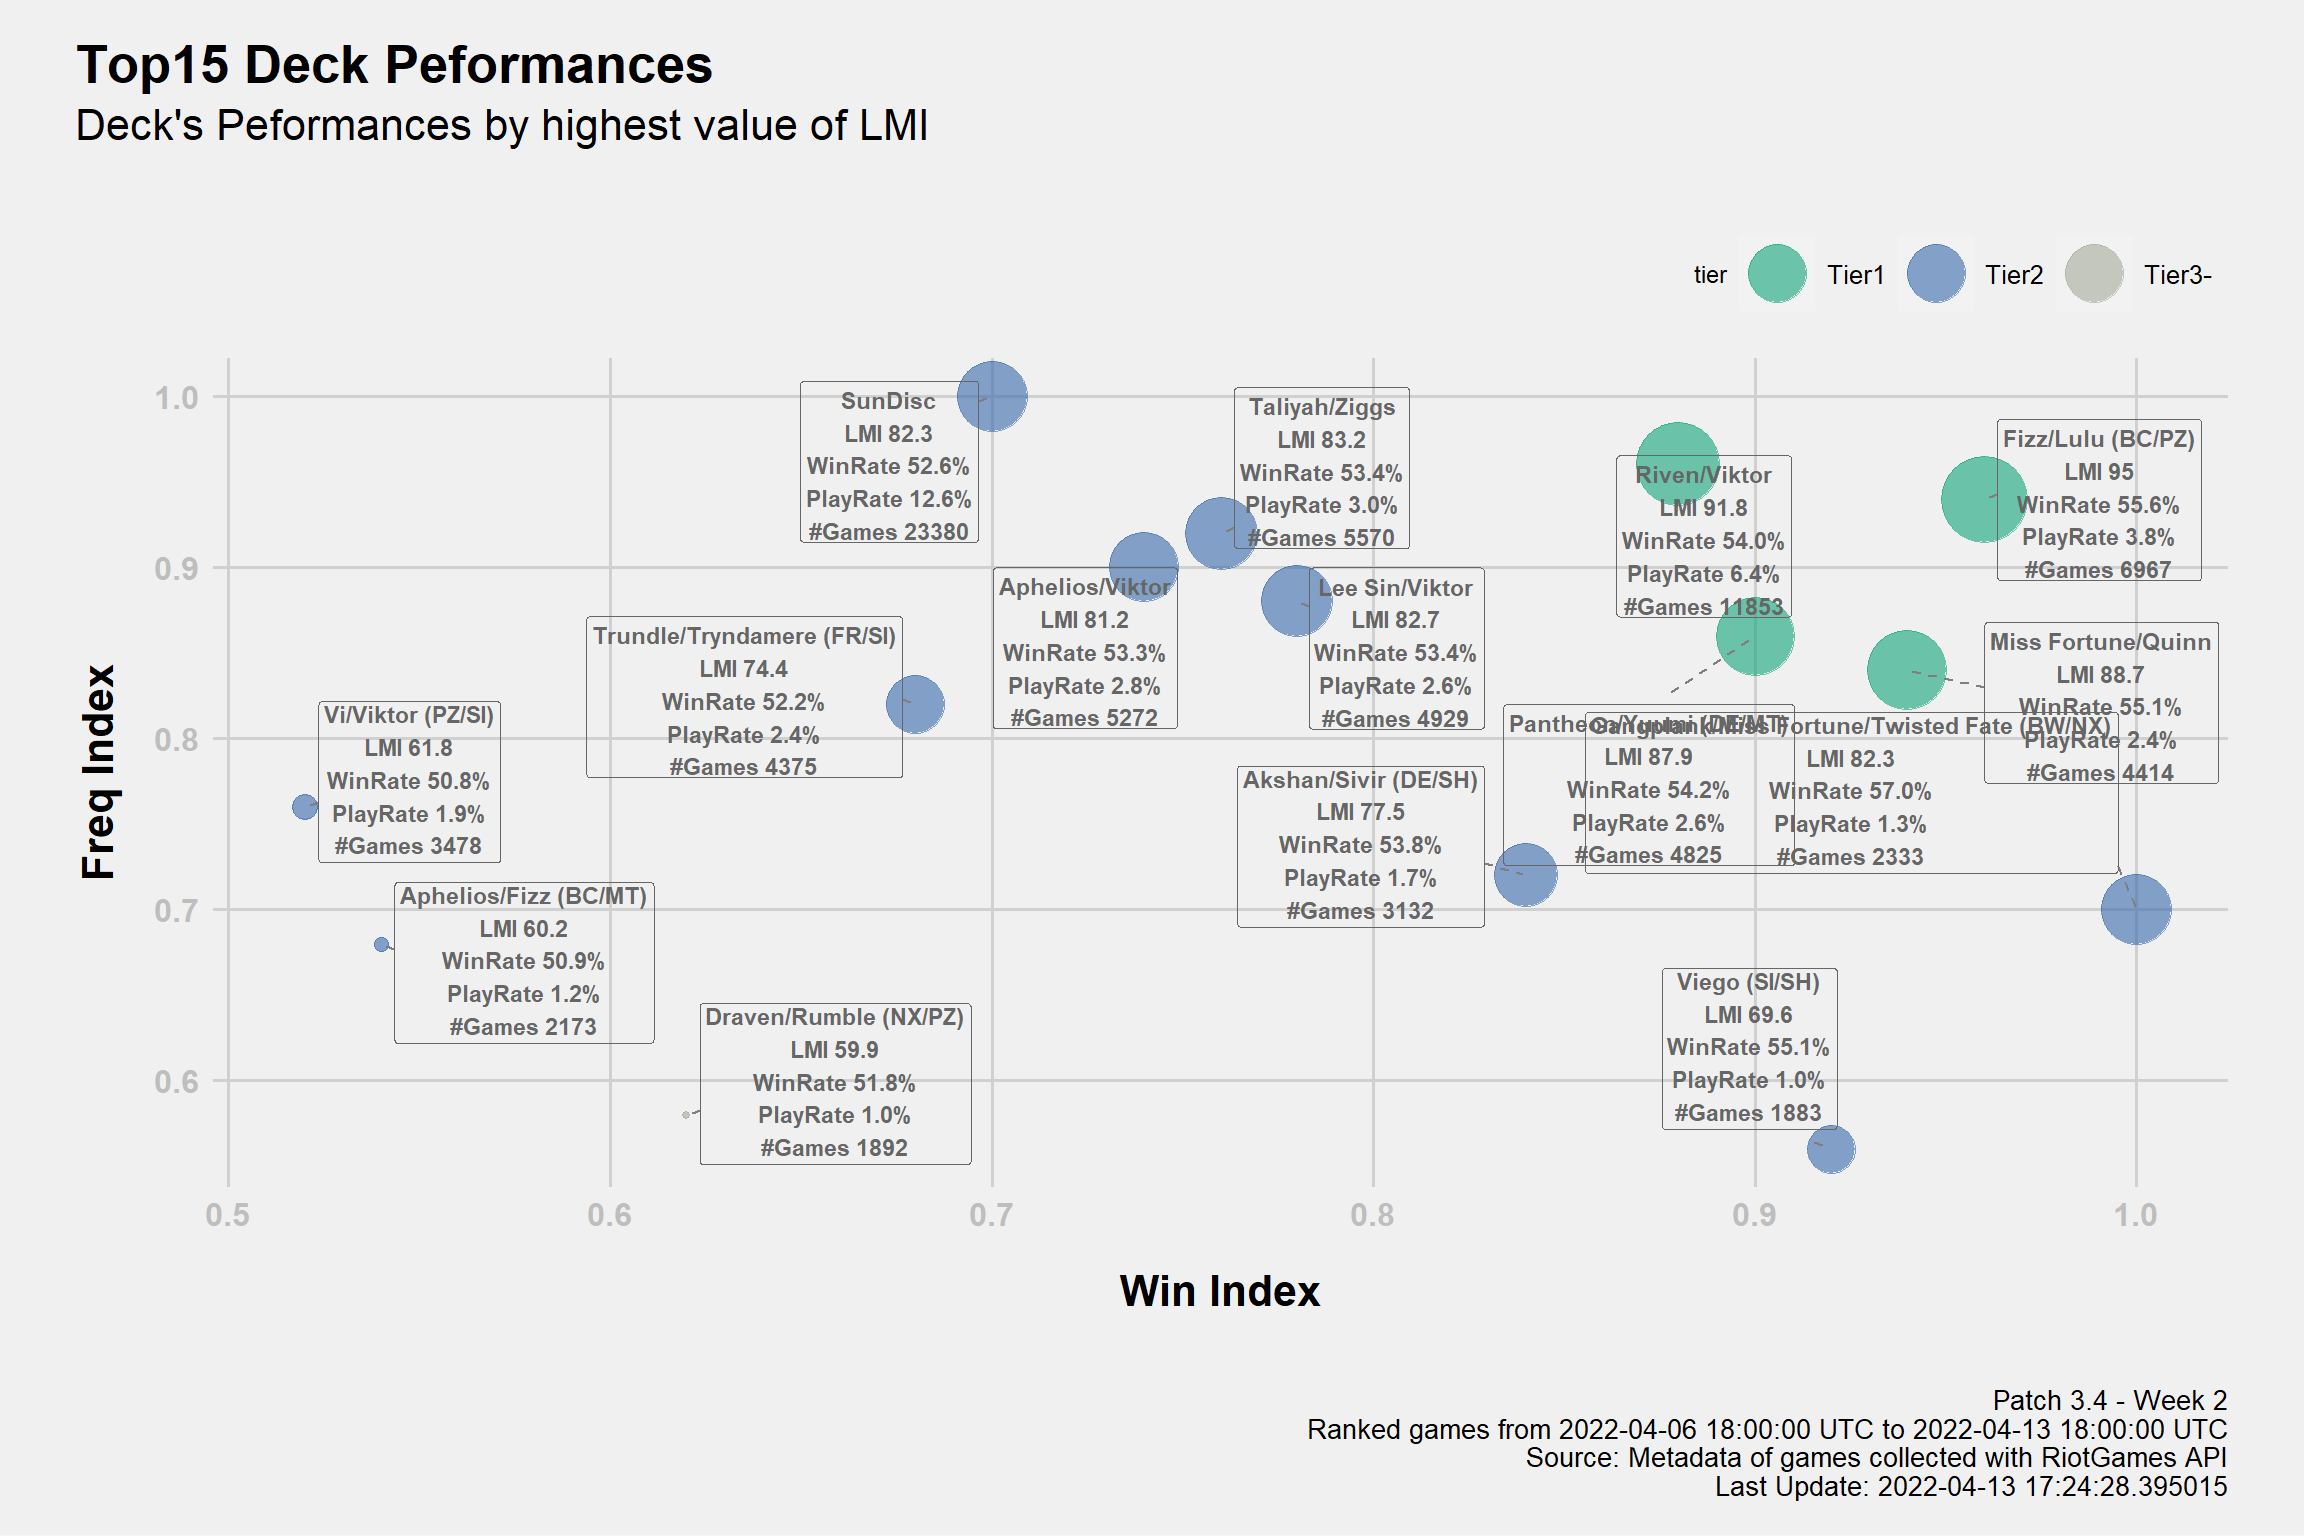 Top15 Deck Peformances
Deck's Peformances by highest value of LMI
tier
Tier1
Tier2
Tier3-
Freq Index
1.0
0.9
0.8
0.7
0.6
SunDisc
LMI 82.3
WinRate 52.6%
PlayRate 12.6%
#Games 23380
Taliyah/Ziggs
LMI 83.2
WinRate 53.4%
PlayRate 3.0%
#Games 5570
Riven/Viktor
LMI 91.8
WinRate 54.0%
PlayRate 6.4%
#Games 11853
Fizz/Lulu (BC/PZ)
LMI 95
WinRate 55.6%
PlayRate 3.8%
#Games 6967
Aphelios/Viktor
LMI 81.2
WinRate 53.3%
PlayRate 2.8%
#Games 5272
Lee Sin/Viktor
LMI 82.7
WinRate 53.4%
PlayRate 2.6%
#Games 4929
Trundle/Tryndamere (FR/SI)
LMI 74.4
WinRate 52.2%
PlayRate 2.4%
#Games 4375
Miss Fortune/Quinn
LMI 88.7
WinRate 55.1%
PlayRate 2.4%
#Games 4414
Vi/Viktor (PZ/SI)
LMI 61.8
WinRate 50.8%
PlayRate 1.9%
#Games 3478
Pantheon/Yuumi (DE/MT)
LMI 87.9
WinRate 54.2%
PlayRate 2.6%
#Games 4825
Gangplank/Miss Fortune/Twisted Fate (BW/NX)
LMI 82.3
WinRate 57.0%
PlayRate 1.3%
#Games 2333
Akshan/Sivir (DE/SH)
LMI 77.5
WinRate 53.8%
PlayRate 1.7%
#Games 3132
Aphelios/Fizz (BC/MT)
LMI 60.2
WinRate 50.9%
PlayRate 1.2%
#Games 2173
Draven/Rumble (NX/PZ)
LMI 59.9
WinRate 51.8%
PlayRate 1.0%
#Games 1892
Viego (SI/SH)
LMI 69.6
WinRate 55.1%
PlayRate 1.0%
#Games 1883
0.5
0.6
0.7
0.8
0.9
1.0
Win Index
Patch 3.4 - Week 2
Ranked games from 2022-04-06 18:00:00 UTC to 2022-04-13 18:00:00 UTC
Source: Metadata of games collected with RiotGames API
Last Update: 2022-04-13 17:24:28.395015